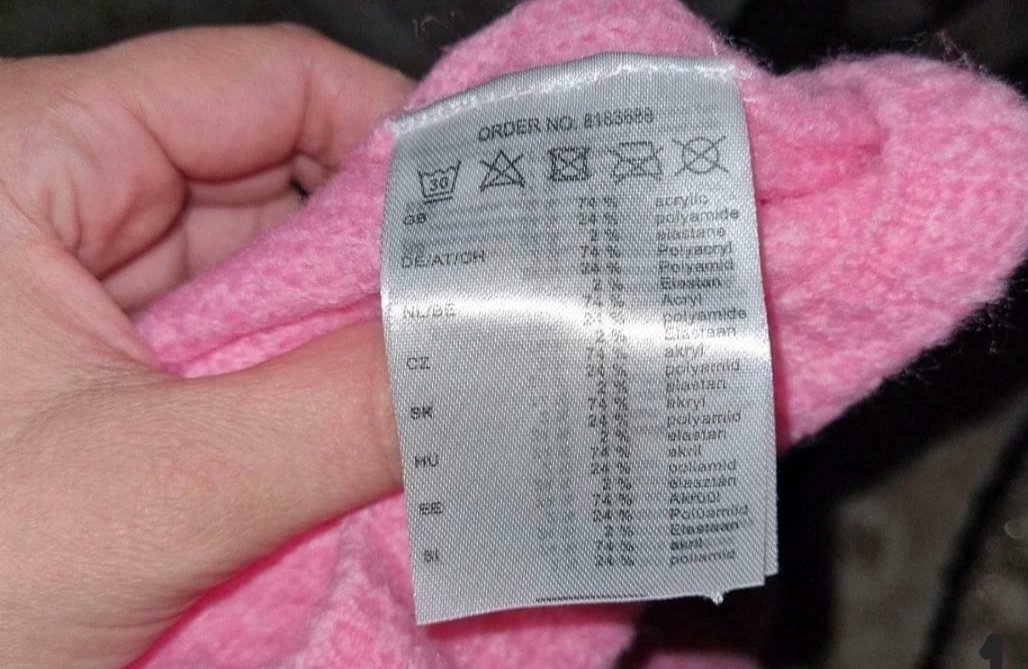 ORDER NO. 8183688
30
GB
74 % acrylic
24 % polyamide
2 % elastane
DE/AT/CH
74 % Polyacryl
24 % Polyamid
2 % Elastan
NL/BE
74 % Acryl
24 % polyamide
2 % Elastaan
CZ
74 % akryl
24 % polyamid
2 % elastan
SK
74 % akryl
24 % polyamid
2 % elastan
HU
74 % akril
24 % poliamid
2 % elasztán
EE
74 % Akrüül
24 % Polüamiid
2 % Elastaan
SI
74 % akril
24 % poliamid
1